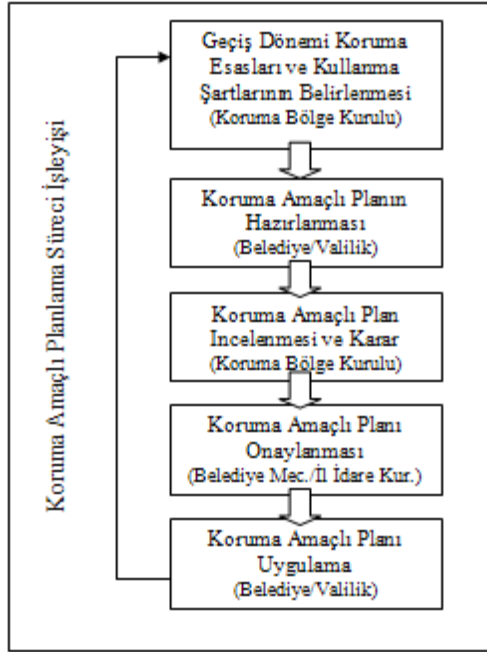 Koruma Amaçlı Planlama Süreci İşleyişi
Geçiş Dönemi Koruma
Esasları ve Kullanma
Şartlarının Belirlenmesi
(Koruma Bölge Kurulu)
Koruma Amaçlı Planın
Hazırlanması
(Belediye/Valilik)
Koruma Amaçlı Plan
Incelenmesi ve Karar
(Koruma Bölge Kurulu)
Koruma Amaçlı Planı
Onaylanması
(Belediye Mec./İl İdare Kur.)
Koruma Amaçlı Planı
Uygulama
(Belediye/Valilik)